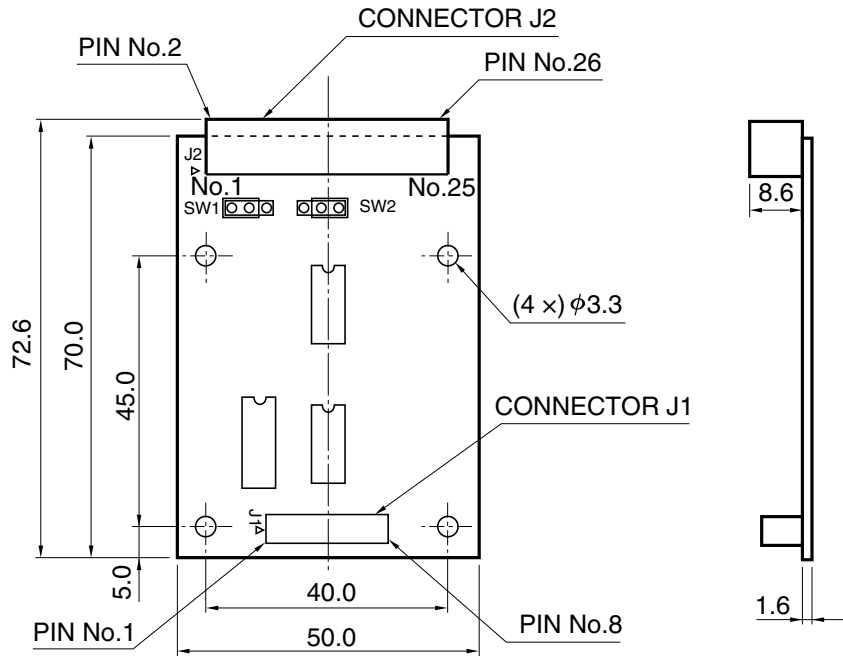 CONNECTOR J2
PIN No.2
PIN No.26
J2
No.1
No.25
SW1
SW2
8.6
(4 ×) ϕ3.3
72.6
70.0
45.0
CONNECTOR J1
J1
5.0
40.0
1.6
PIN No.1
PIN No.8
50.0